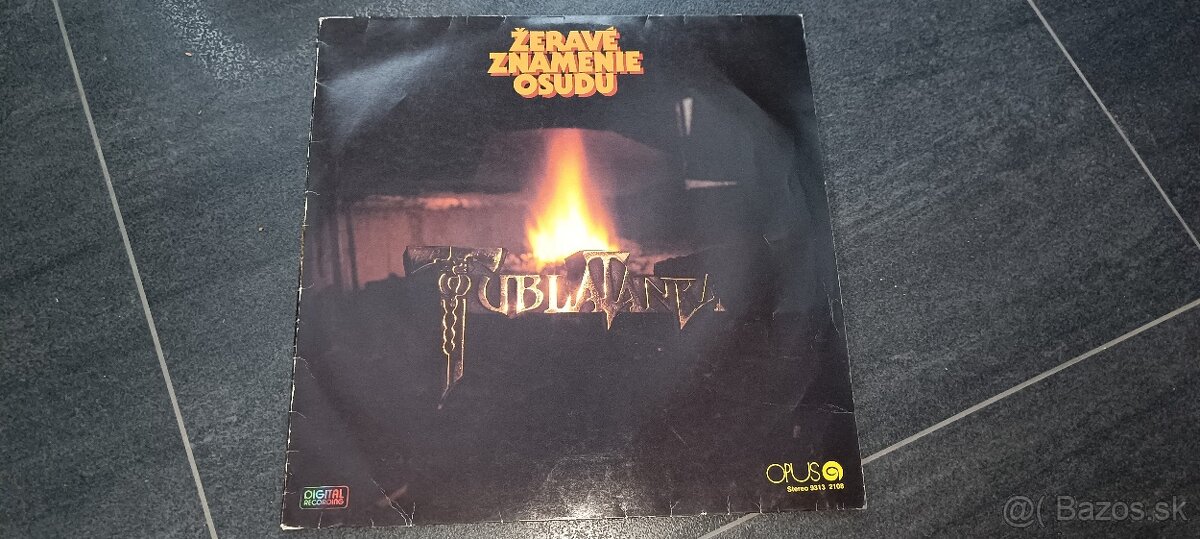 ŽERAVÉ
ZNAMENIE
OSUDU
TUBLATANKA
DIGITAL
RECORDING
OPUS
Stereo 9313 2108
@( Bazos.sk